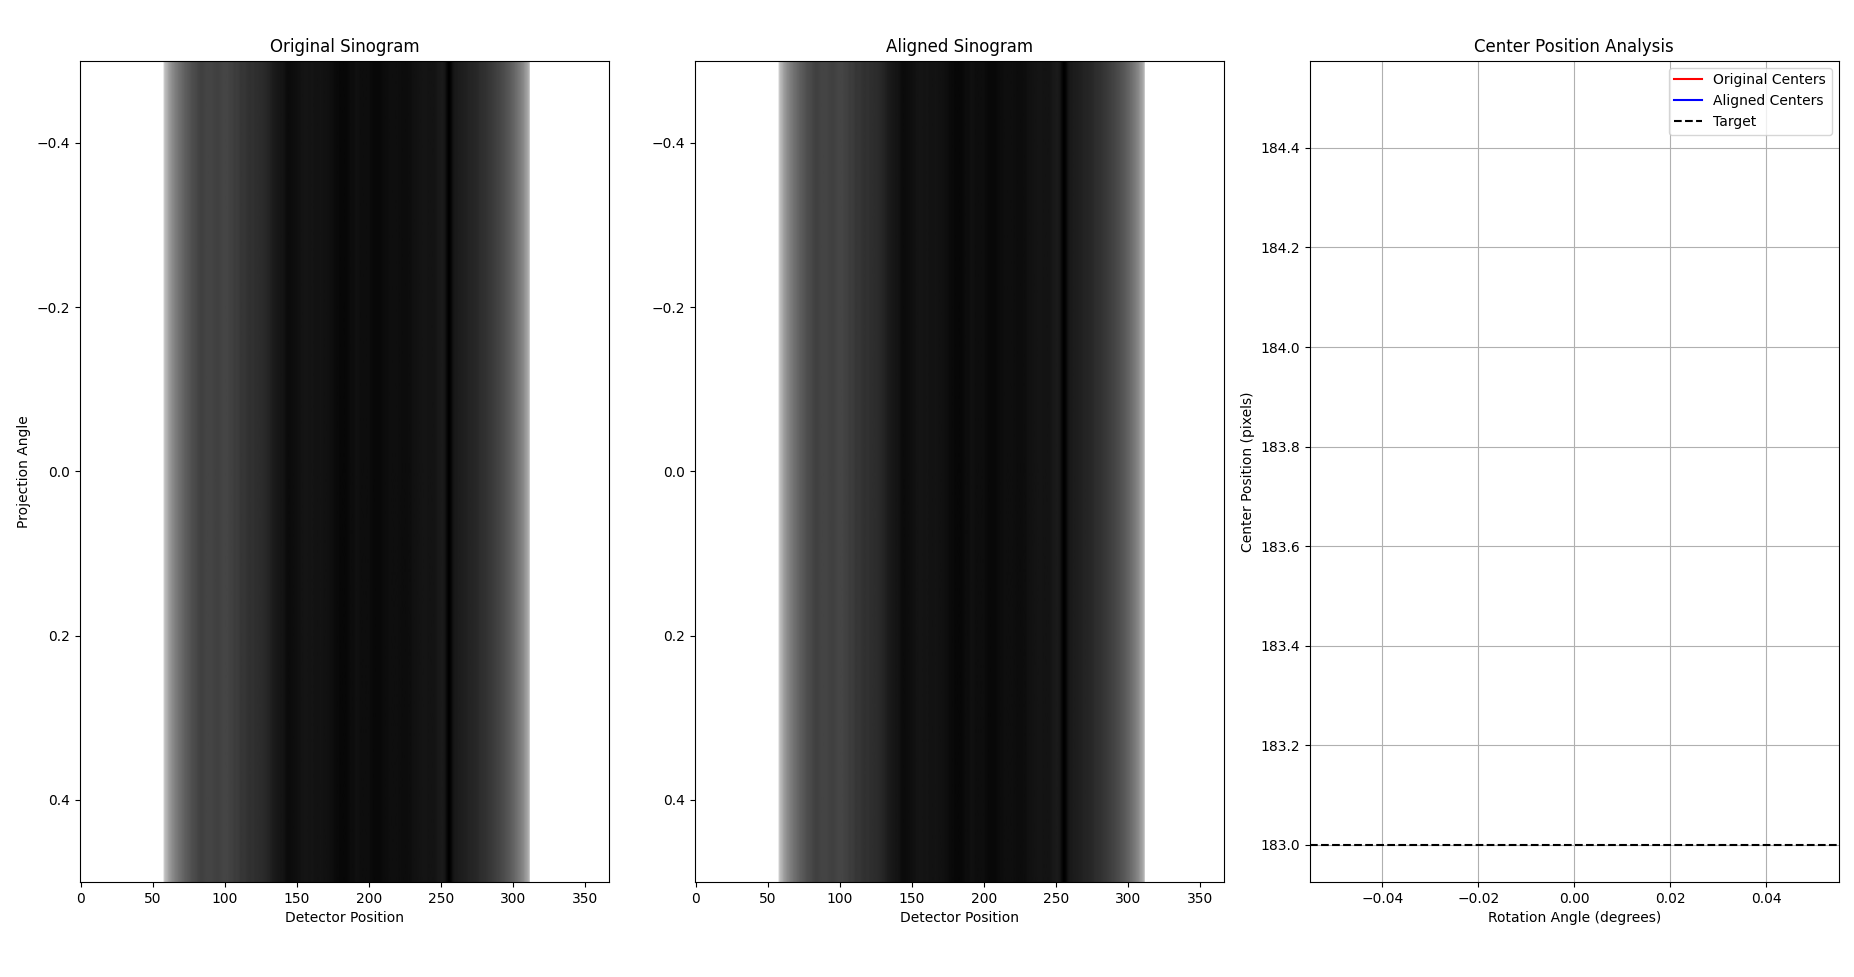 Original Sinogram
Projection Angle
−0.4
−0.2
0.0
0.2
0.4
0 50 100 150 200 250 300 350
Detector Position
Aligned Sinogram
−0.4
−0.2
0.0
0.2
0.4
0 50 100 150 200 250 300 350
Detector Position
Center Position Analysis
Original Centers
Aligned Centers
Target
Center Position (pixels)
184.4
184.2
184.0
183.8
183.6
183.4
183.2
183.0
−0.04 −0.02 0.00 0.02 0.04
Rotation Angle (degrees)